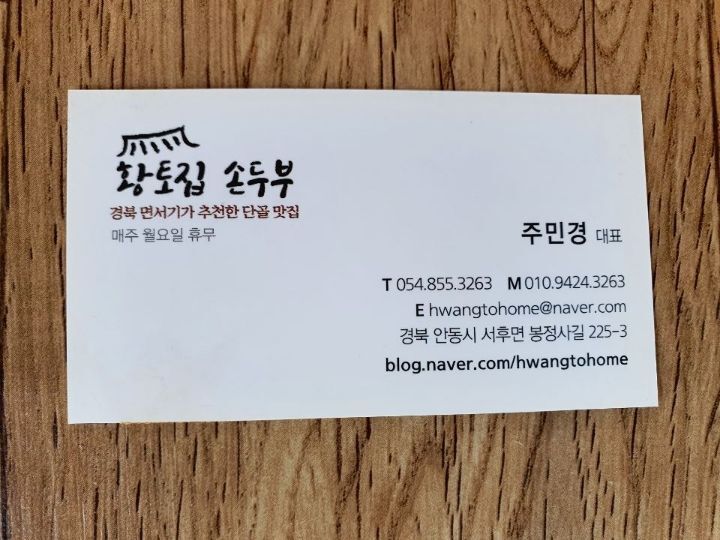 황토집 손두부
경북 면서기가 추천한 단골 맛집
매주 월요일 휴무
주민경 대표
T 054.855.3263 M 010.9424.3263
E hwangtohome@naver.com
경북 안동시 서후면 봉정사길 225-3
blog.naver.com/hwangtohome